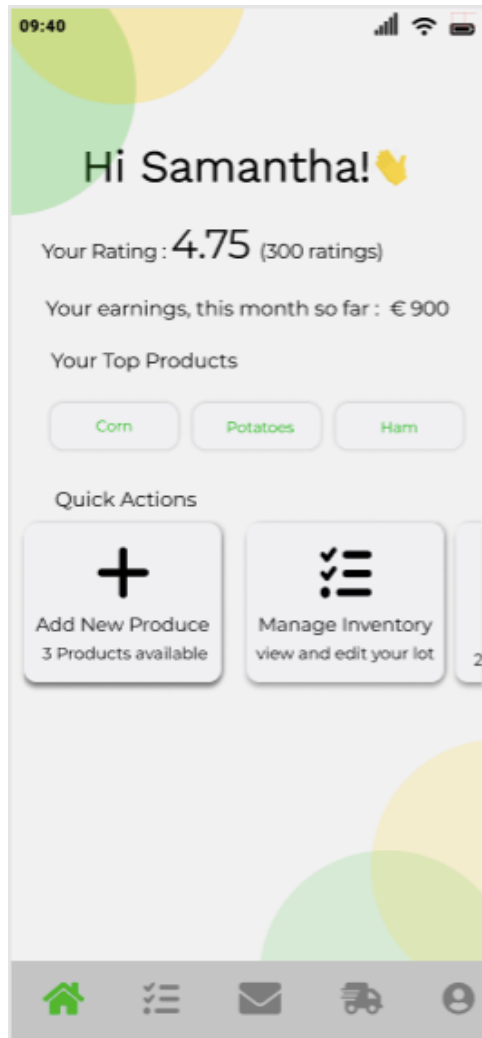 09:40
Hi Samantha!👋
Your Rating : 4.75 (300 ratings)
Your earnings, this month so far : € 900
Your Top Products
Corn Potatoes Ham
Quick Actions
Add New Produce Manage Inventory
3 Products available view and edit your lot 2